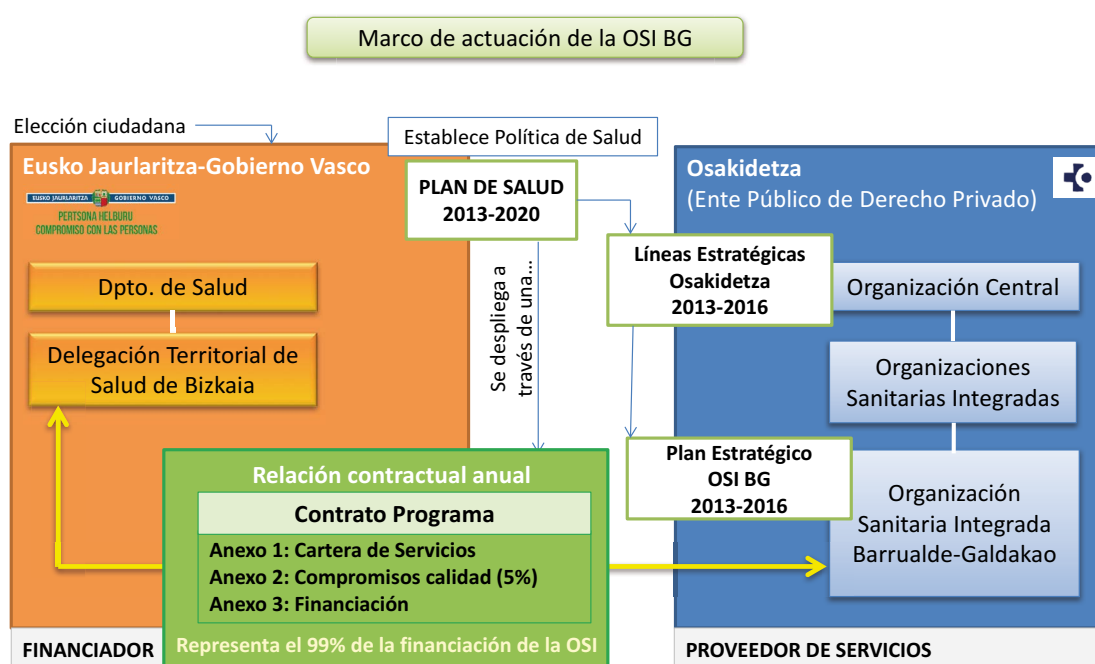 Marco de actuación de la OSI BG
Elección ciudadana
Establece Política de Salud
Eusko Jaurlaritza-Gobierno Vasco
EUSKO JAURLARITZA
GOBIERNO VASCO
PERTSONA HELBURU
COMPROMISO CON LAS PERSONAS
Dpto. de Salud
Delegación Territorial de
Salud de Bizkaia
PLAN DE SALUD
2013-2020
Se despliega a
través de una...
Líneas Estratégicas
Osakidetza
2013-2016
Plan Estratégico
OSI BG
2013-2016
Osakidetza
(Ente Público de Derecho Privado)
Organización Central
Organizaciones
Sanitarias Integradas
Organización
Sanitaria Integrada
Barrualde-Galdakao
Relación contractual anual
Contrato Programa
Anexo 1: Cartera de Servicios
Anexo 2: Compromisos calidad (5%)
Anexo 3: Financiación
Representa el 99% de la financiación de la OSI
FINANCIADOR
PROVEEDOR DE SERVICIOS